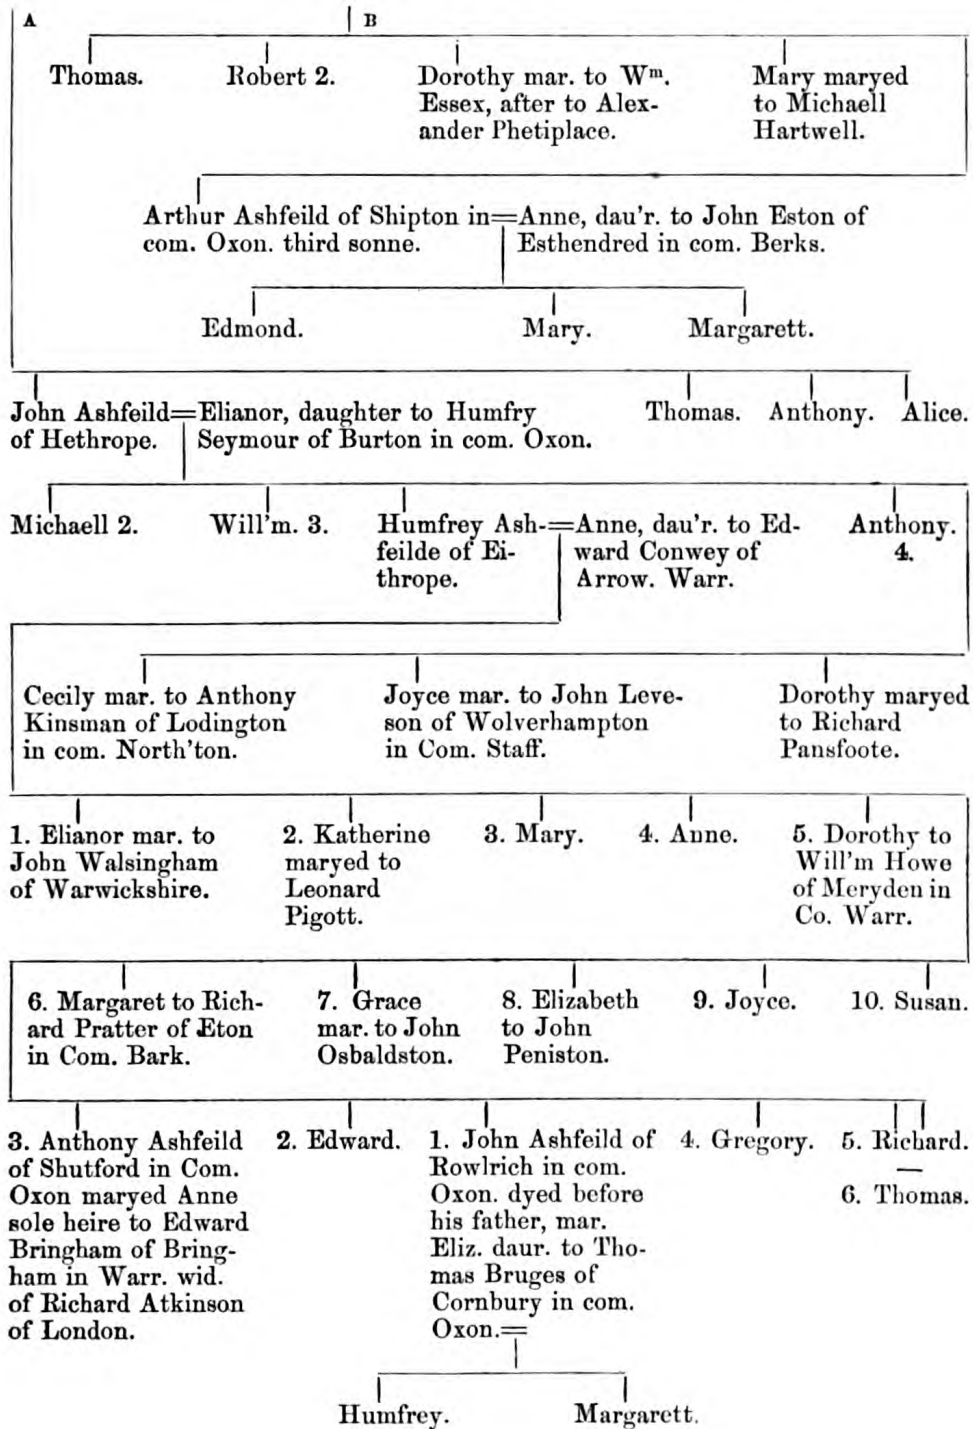 A
B
Thomas.
Robert 2.
Dorothy mar. to Wm.
Essex, after to Alex-
ander Phetiplace.
Mary maryed
to Michaell
Hartwell.
Arthur Ashfeild of Shipton in=Anne, dau'r. to John Eston of
com. Oxon. third sonne. Esthendred in com. Berks.
Edmond.
Mary.
Margarett.
John Ashfeild=Elianor, daughter to Humfry
of Hethrope. Seymour of Burton in com. Oxon.
Thomas.
Anthony.
Alice.
Michaell 2.
Will'm. 3.
Humfrey Ash-=Anne, dau'r. to Ed-
feilde of Ei- ward Conwey of
thrope. Arrow. Warr.
Anthony.
4.
Cecily mar. to Anthony
Kinsman of Lodington
in com. North'ton.
Joyce mar. to John Leve-
son of Wolverhampton
in Com. Staff.
Dorothy maryed
to Richard
Pansfoote.
1. Elianor mar. to
John Walsingham
of Warwickshire.
2. Katherine
maryed to
Leonard
Pigott.
3. Mary.
4. Anne.
5. Dorothy to
Will'm Howe
of Meryden in
Co. Warr.
6. Margaret to Rich-
ard Pratter of Eton
in Com. Bark.
7. Grace
mar. to John
Osbaldston.
8. Elizabeth
to John
Peniston.
9. Joyce.
10. Susan.
3. Anthony Ashfeild
of Shutford in Com.
Oxon maryed Anne
sole heire to Edward
Bringham of Bring-
ham in Warr. wid.
of Richard Atkinson
of London.
2. Edward.
1. John Ashfeild of
Rowlrich in com.
Oxon. dyed before
his father, mar.
Eliz. daur. to Tho-
mas Bruges of
Cornbury in com.
Oxon.=
4. Gregory.
5. Richard.
—
6. Thomas.
Humfrey.
Margarett.